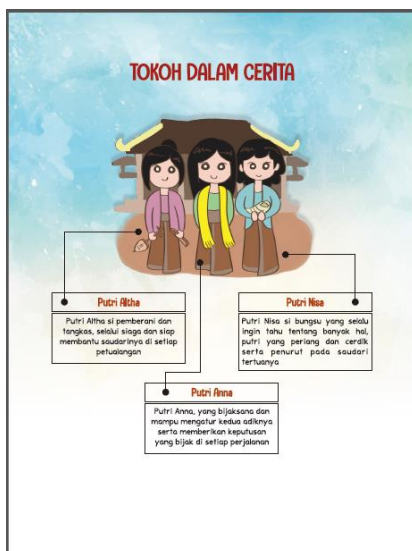 TOKOH DALAM CERITA
Putri Altha
Putri Altha si pemberani dan
tangkas, selalui siaga dan siap
membantu saudarinya di setiap
petualangan
Putri Nisa
Putri Nisa si bungsu yang selalu
ingin tahu tentang banyak hal,
putri yang periang dan cerdik
serta penurut pada saudari
tertuanya
Putri Anna
Putri Anna, yang bijaksana dan
mampu mengatur kedua adiknya
serta memberikan keputusan
yang bijak di setiap perjalanan